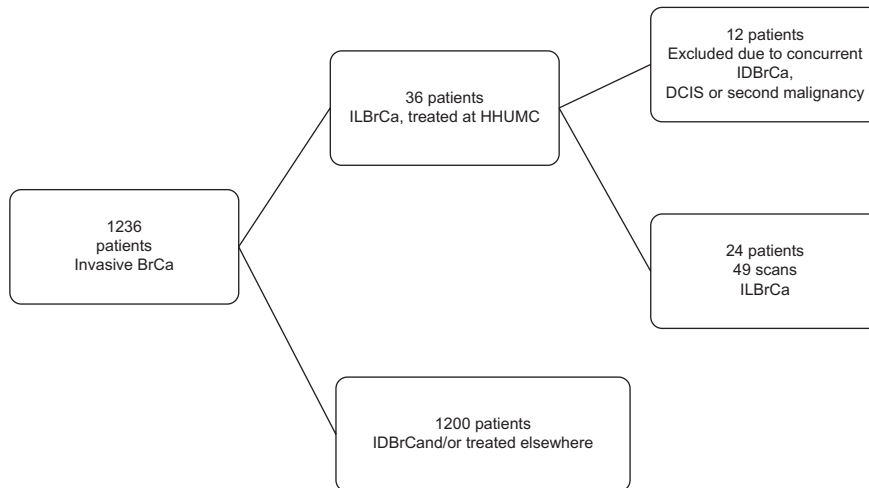 1236
patients
Invasive BrCa
36 patients
ILBrCa, treated at HHUMC
1200 patients
IDBrCand/or treated elsewhere
12 patients
Excluded due to concurrent
IDBrCa,
DCIS or second malignancy
24 patients
49 scans
ILBrCa